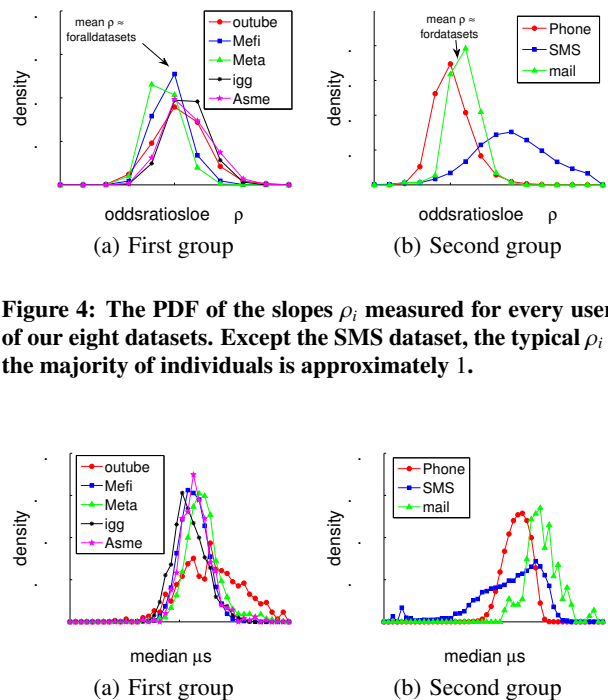 mean ρ ≈
foralldatasets
outube
Mefi
Meta
igg
Asme
density
oddsratiosloe ρ
(a) First group
mean ρ ≈
fordatasets
Phone
SMS
mail
density
oddsratiosloe ρ
(b) Second group
Figure 4: The PDF of the slopes ρi measured for every user
of our eight datasets. Except the SMS dataset, the typical ρi
the majority of individuals is approximately 1.
outube
Mefi
Meta
igg
Asme
density
median μs
(a) First group
Phone
SMS
mail
density
median μs
(b) Second group